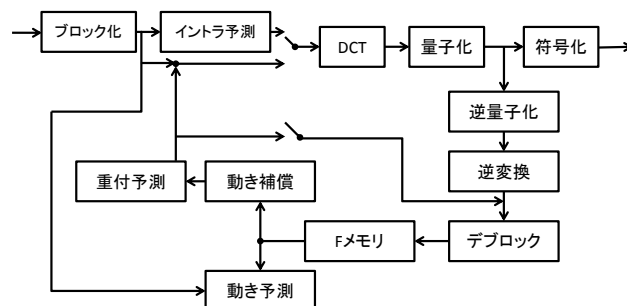 ブロック化
イントラ予測
DCT
量子化
符号化
逆量子化
逆変換
重付予測
動き補償
Fメモリ
デブロック
動き予測